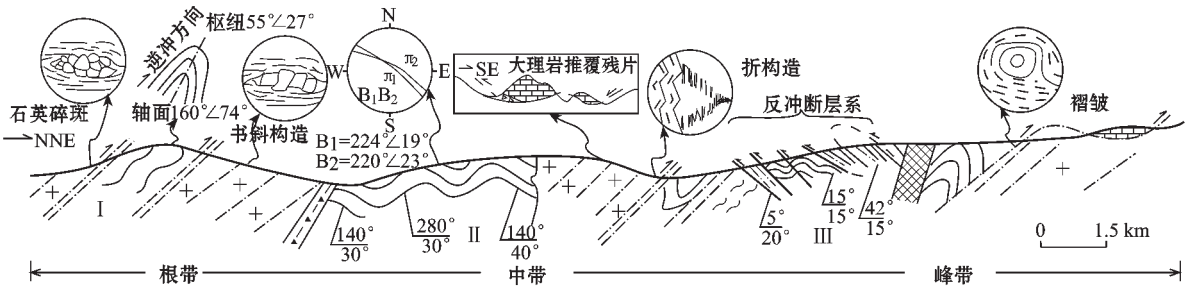 石英碎斑
NNE
逆冲方向
枢纽55°∠27°
轴面160°∠74°
书斜构造
N
W
E
S
π₂
π₁
B₁B₂
B₁=224°∠19°
B₂=220°∠23°
SE 大理岩推覆残片
折构造
反冲断层系
褶皱
I
II
III
140°
30°
280°
30°
140°
40°
5°
20°
15°
15°
42°
15°
0 1.5 km
根带
中带
峰带